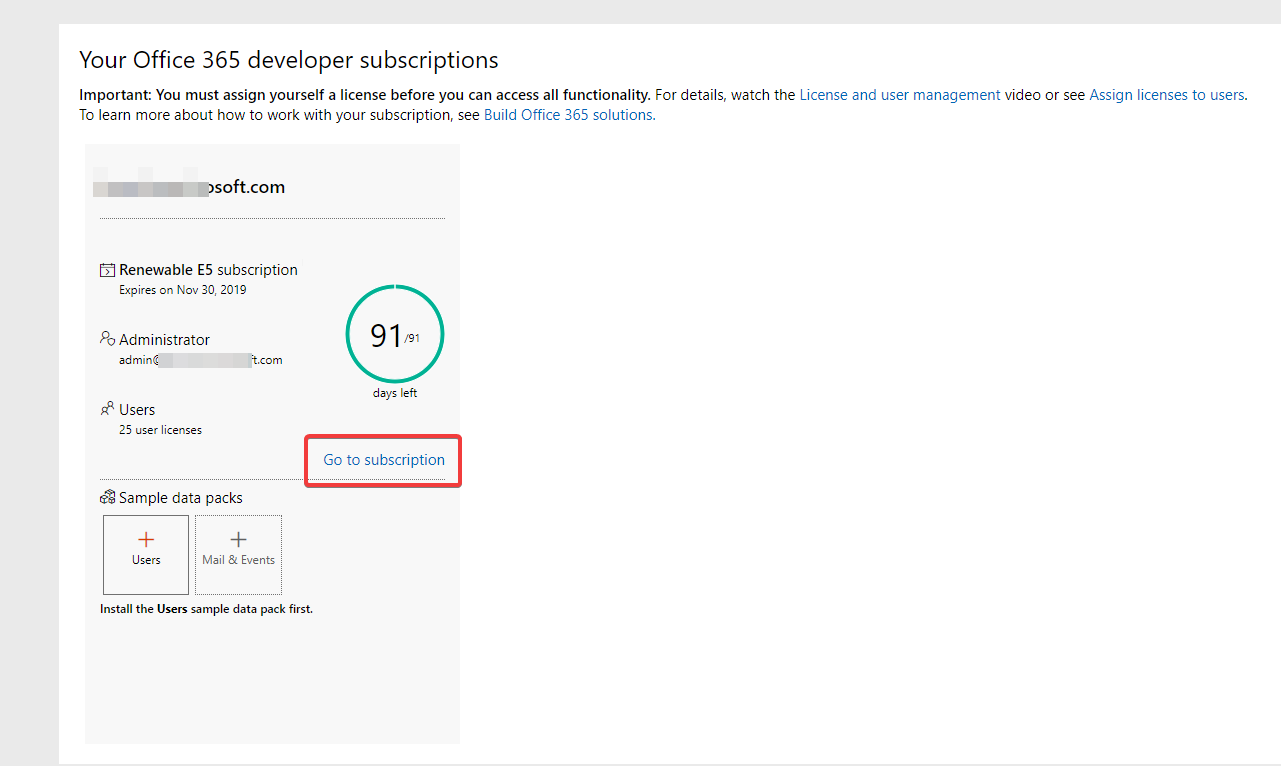 Your Office 365 developer subscriptions
Important: You must assign yourself a license before you can access all functionality. For details, watch the License and user management video or see Assign licenses to users.
To learn more about how to work with your subscription, see Build Office 365 solutions.
osoft.com
Renewable E5 subscription
Expires on Nov 30, 2019
91/91
days left
Administrator
admin@ t.com
Users
25 user licenses
Go to subscription
Sample data packs
+ +
Users Mail & Events
Install the Users sample data pack first.